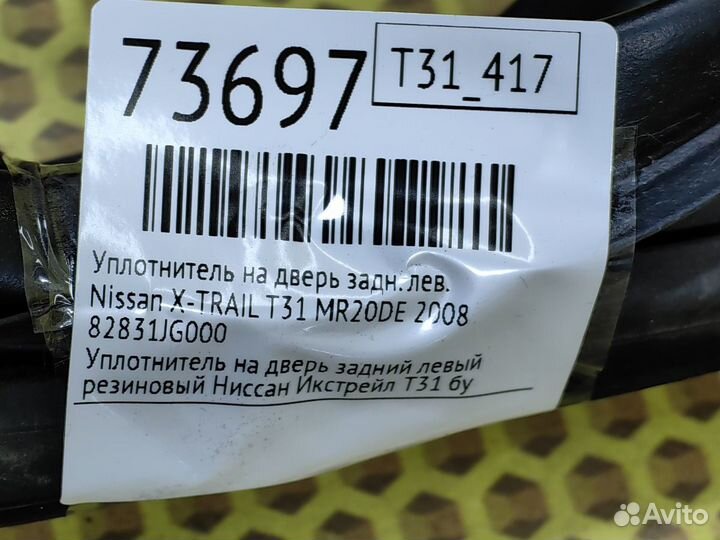 73697
T31_417
Уплотнитель на дверь задн. лев.
Nissan X-TRAIL T31 MR20DE 2008
82831JG000
Уплотнитель на дверь задний левый
резиновый Ниссан Икстрейл Т31 бу
Avito